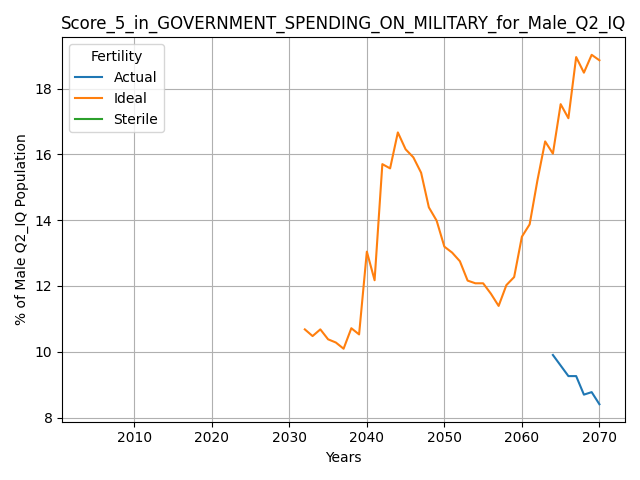 Score_5_in_GOVERNMENT_SPENDING_ON_MILITARY_for_Male_Q2_IQ
Fertility
Actual
Ideal
Sterile
% of Male Q2_IQ Population
18
16
14
12
10
8
2010 2020 2030 2040 2050 2060 2070
Years